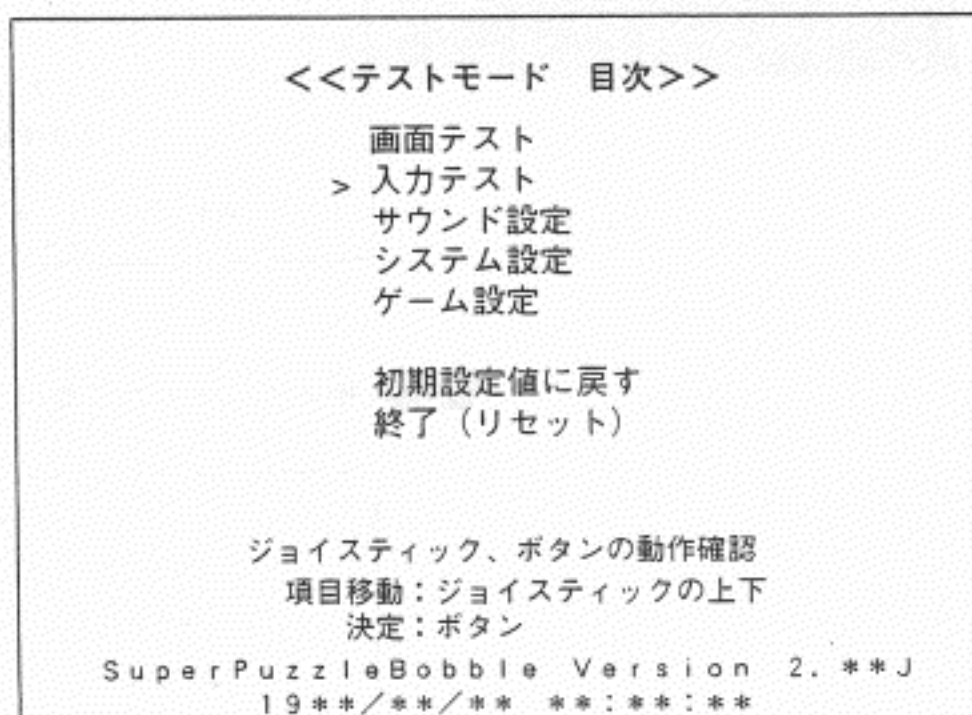 ＜＜テストモード　目次＞＞
画面テスト
> 入力テスト
サウンド設定
システム設定
ゲーム設定
初期設定値に戻す
終了（リセット）
ジョイスティック、ボタンの動作確認
項目移動：ジョイスティックの上下
決定：ボタン
SuperPuzzleBobble Version 2.**J
19**/**/** **:**:**